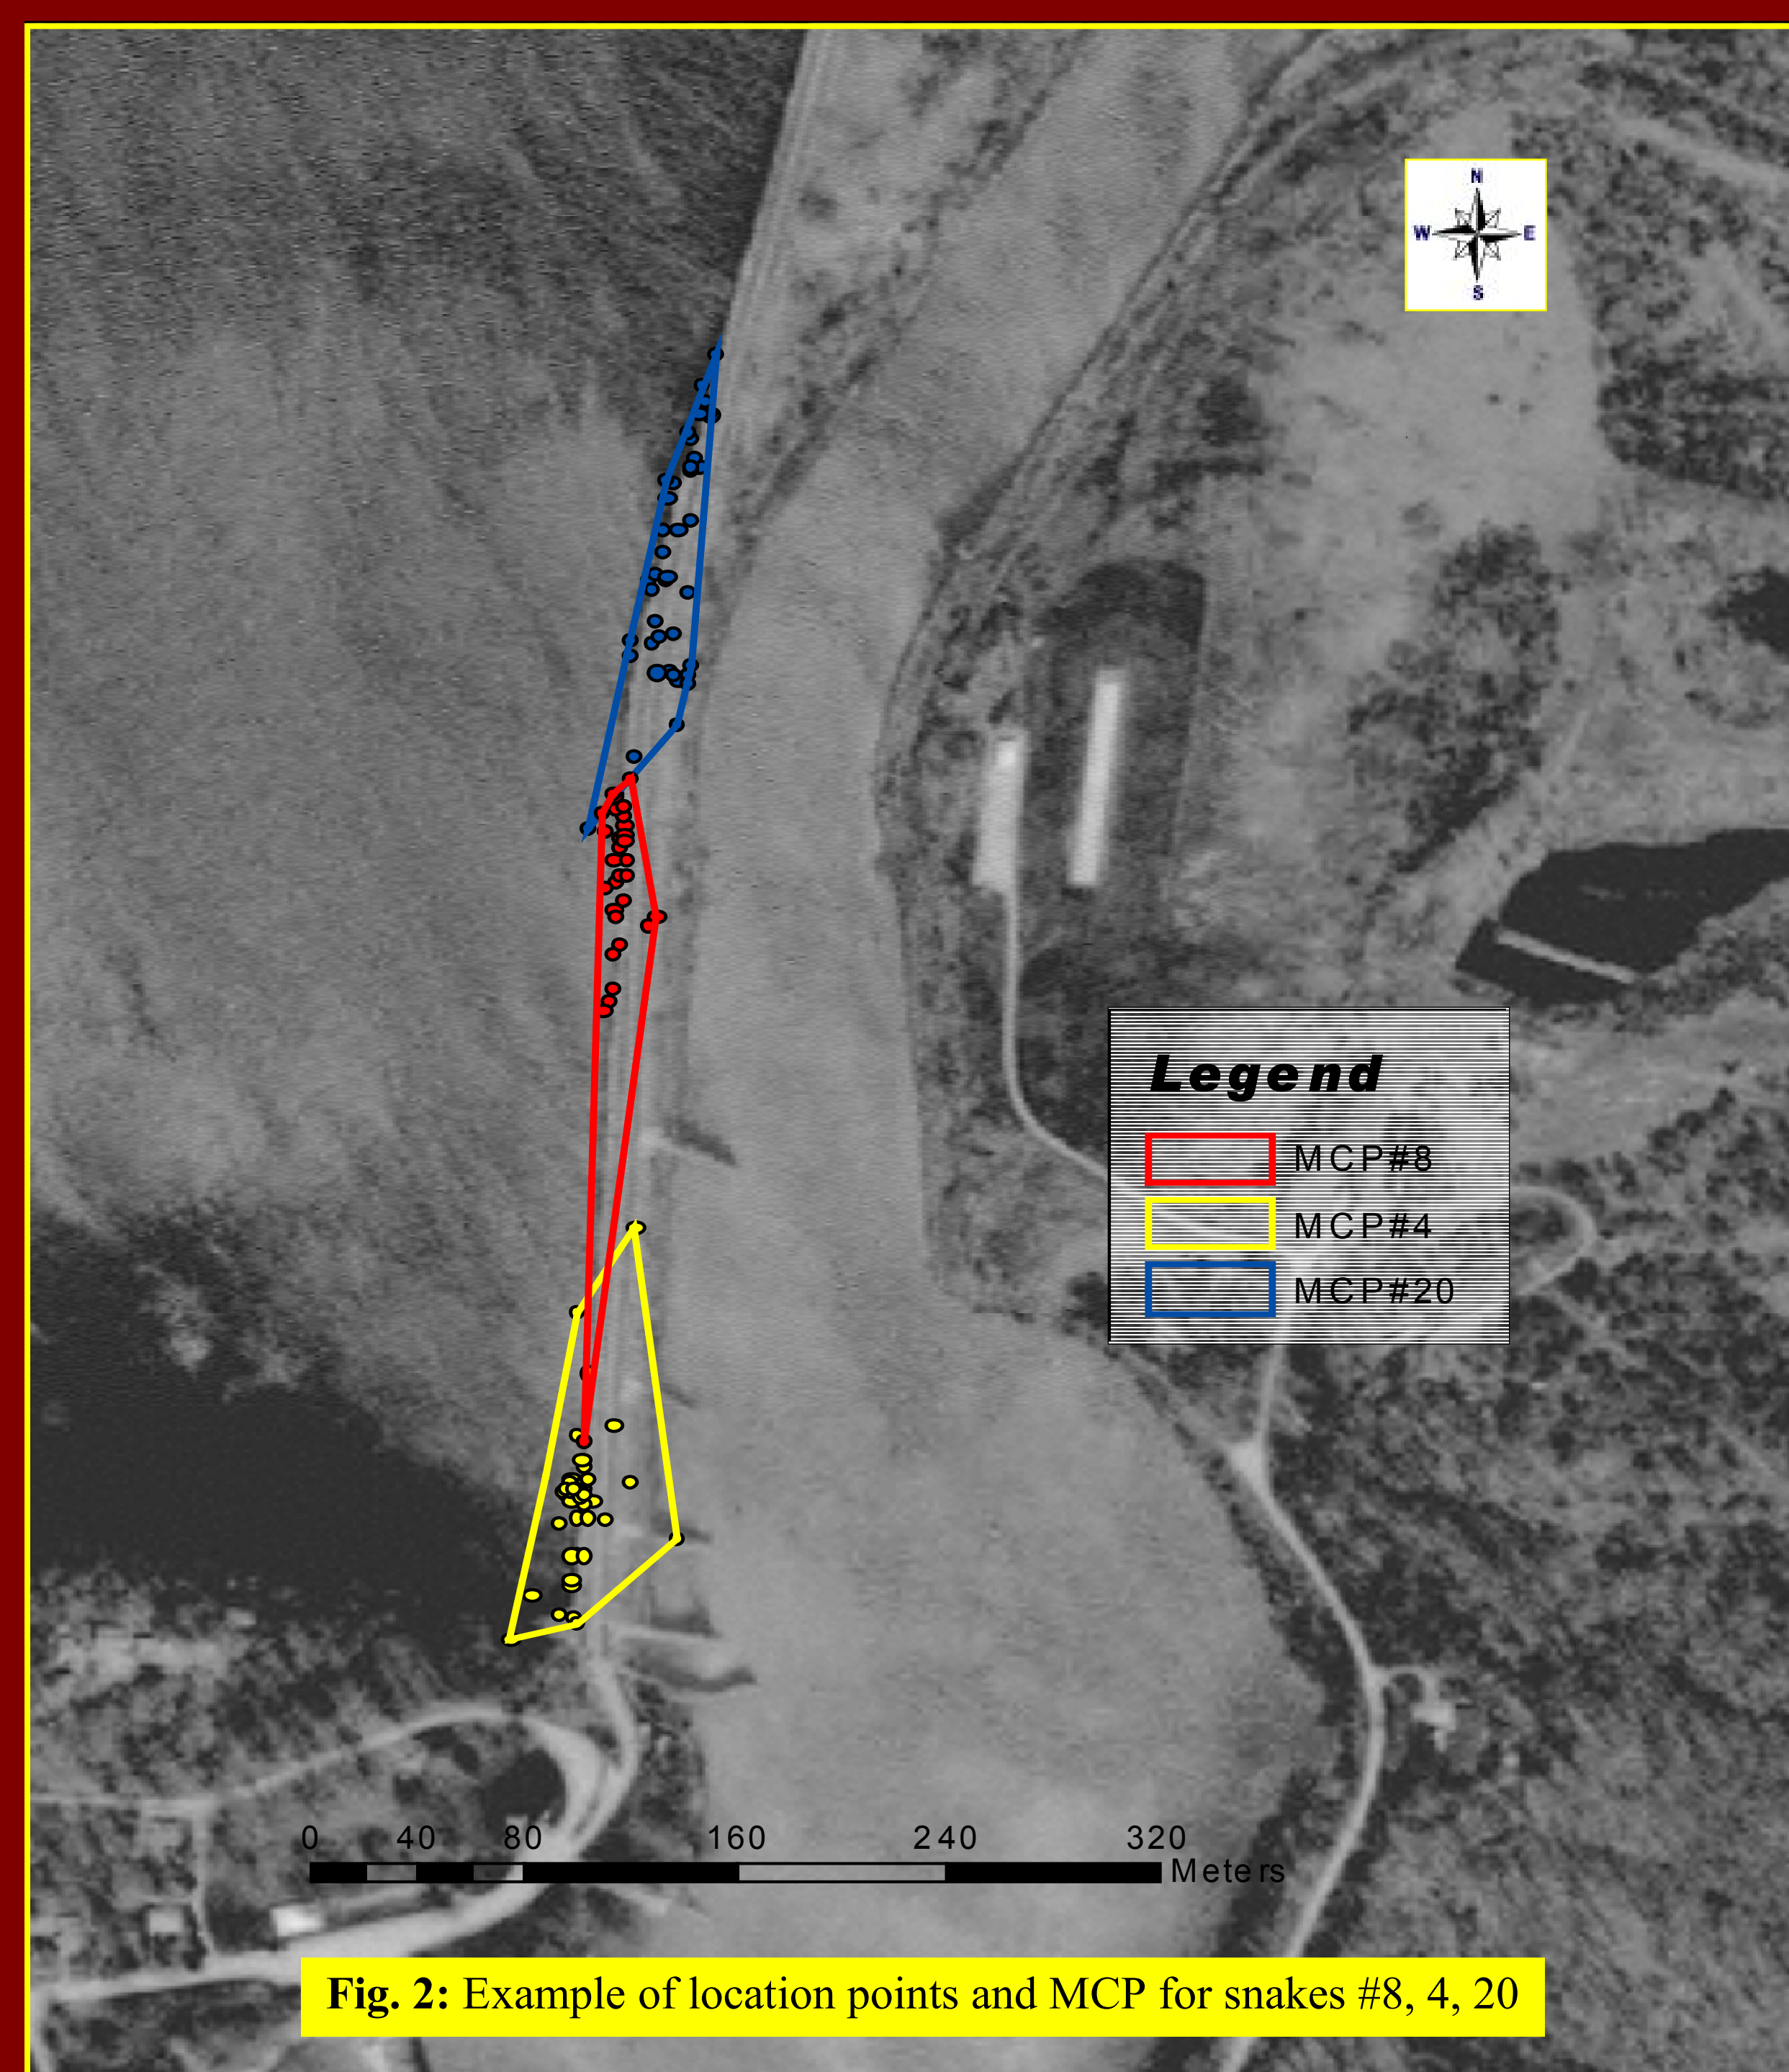 N
W E
S
Legend
MCP#8
MCP#4
MCP#20
0 40 80 160 240 320
Meters
Fig. 2: Example of location points and MCP for snakes #8, 4, 20